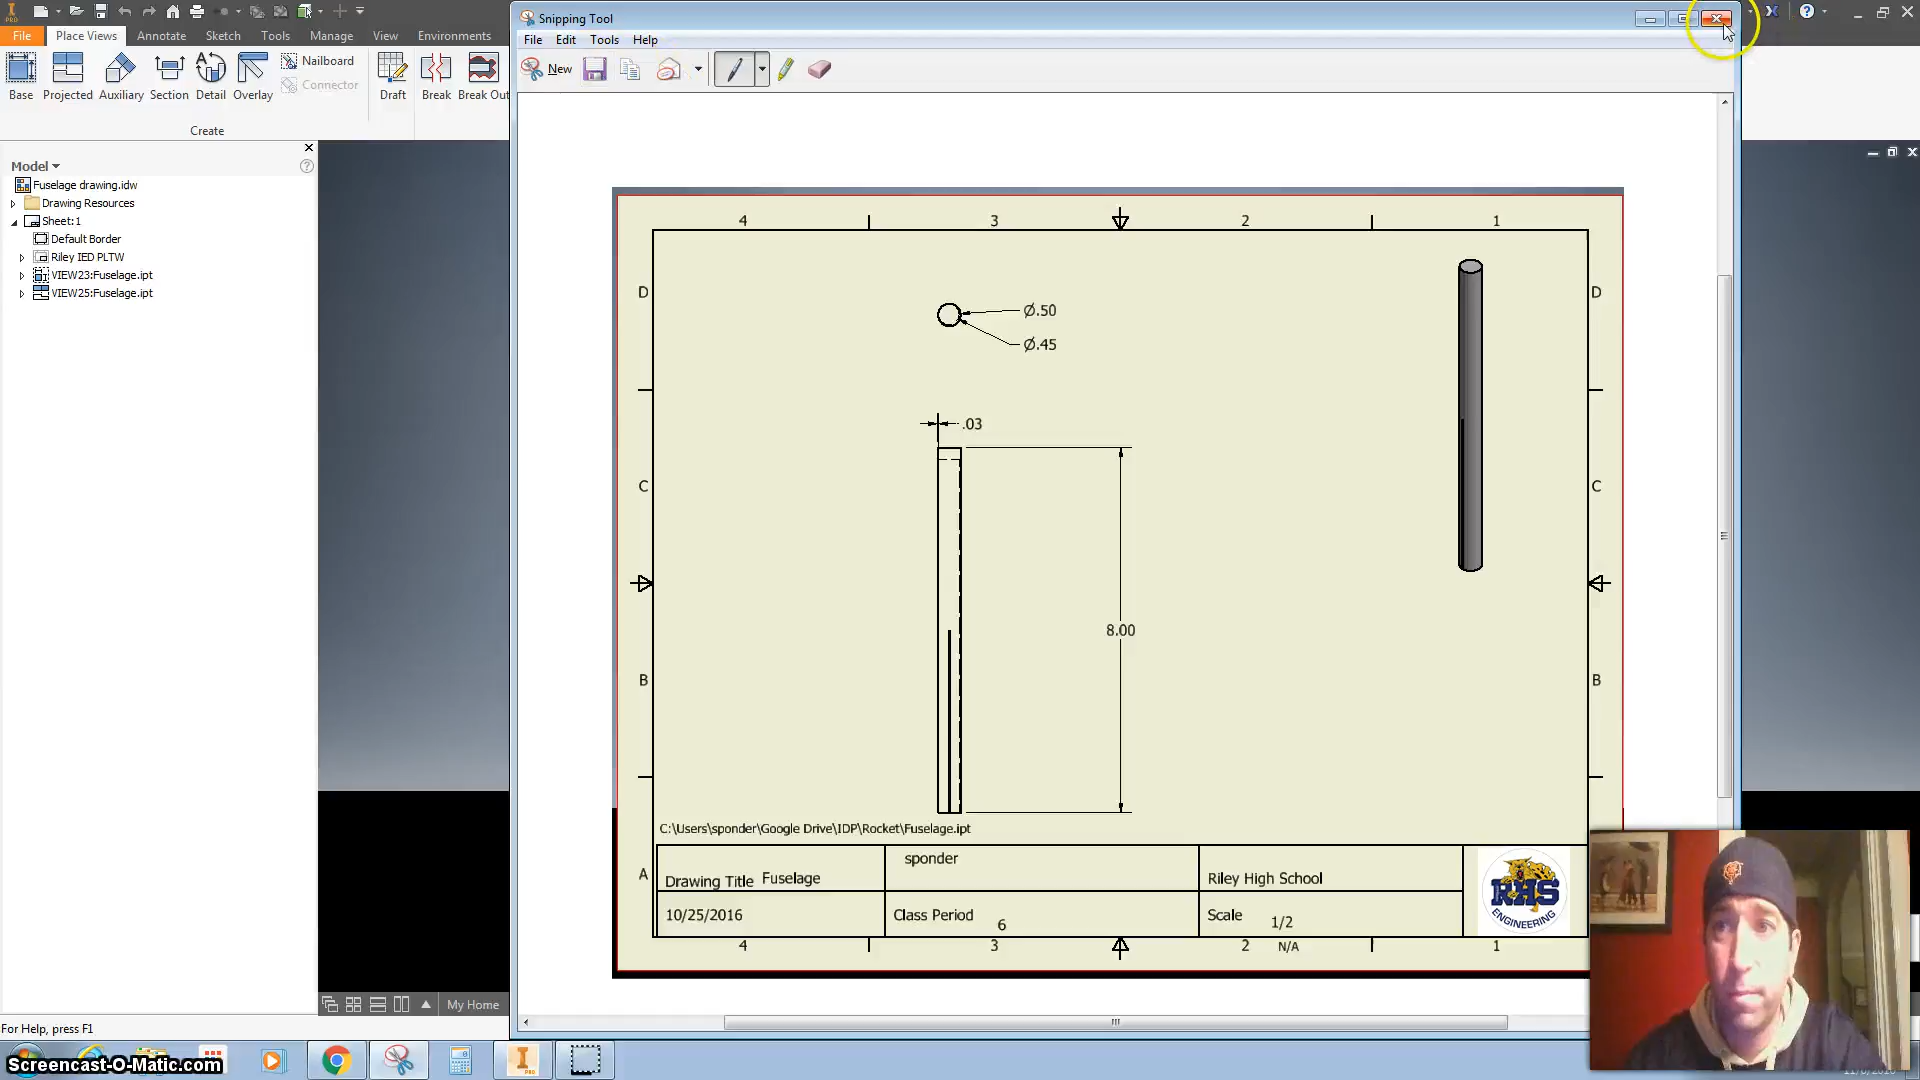 Snipping Tool
File Edit Tools Help
New
File Place Views Annotate Sketch Tools Manage View Environments
Base Projected Auxiliary Section Detail Overlay
Nailboard
Connector
Draft Break Break Out
Create
Model
Fuselage drawing.idw
Drawing Resources
Sheet:1
Default Border
Riley IED PLTW
VIEW23:Fuselage.ipt
VIEW25:Fuselage.ipt
4 3 2 1
D D
Ø.50
Ø.45
.03
C C
8.00
B B
C:\Users\sponder\Google Drive\IDP\Rocket\Fuselage.ipt
A
Drawing Title Fuselage
sponder
Riley High School
10/25/2016
Class Period 6
Scale 1/2
RHS
ENGINEERING
4 3 2 N/A 1
My Home
For Help, press F1
Screencast-O-Matic.com